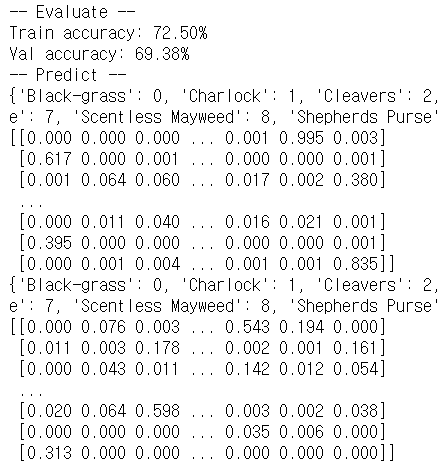 -- Evaluate --
Train accuracy: 72.50%
Val accuracy: 69.38%
-- Predict --
{'Black-grass': 0, 'Charlock': 1, 'Cleavers': 2,
e': 7, 'Scentless Mayweed': 8, 'Shepherds Purse'
[[0.000 0.000 0.000 ... 0.001 0.995 0.003]
[0.617 0.000 0.001 ... 0.000 0.000 0.001]
[0.001 0.064 0.060 ... 0.017 0.002 0.380]
...
[0.000 0.011 0.040 ... 0.016 0.021 0.001]
[0.395 0.000 0.000 ... 0.000 0.000 0.001]
[0.000 0.001 0.004 ... 0.001 0.001 0.835]]
{'Black-grass': 0, 'Charlock': 1, 'Cleavers': 2,
e': 7, 'Scentless Mayweed': 8, 'Shepherds Purse'
[[0.000 0.076 0.003 ... 0.543 0.194 0.000]
[0.011 0.003 0.178 ... 0.002 0.001 0.161]
[0.000 0.043 0.011 ... 0.142 0.012 0.054]
...
[0.020 0.064 0.598 ... 0.003 0.002 0.038]
[0.000 0.000 0.000 ... 0.035 0.006 0.000]
[0.313 0.000 0.000 ... 0.000 0.000 0.000]]